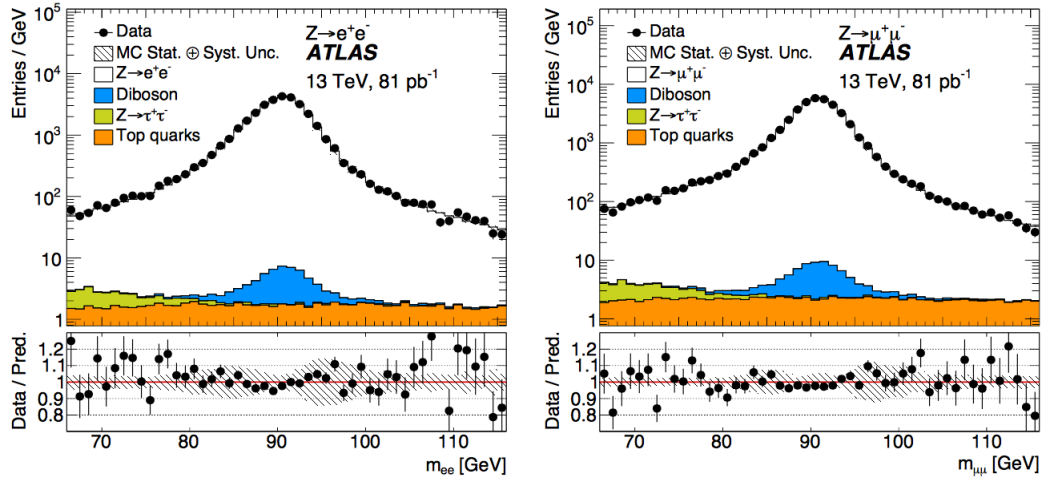 Entries / GeV
10⁵
10⁴
10³
10²
10
1
Data
MC Stat. ⊕ Syst. Unc.
Z→e⁺e⁻
Diboson
Z→τ⁺τ⁻
Top quarks
Z→e⁺e⁻
ATLAS
13 TeV, 81 pb⁻¹
Data / Pred.
1.2
1.1
1
0.9
0.8
70 80 90 100 110
m_ee [GeV]
Entries / GeV
10⁵
10⁴
10³
10²
10
1
Data
MC Stat. ⊕ Syst. Unc.
Z→μ⁺μ⁻
Diboson
Z→τ⁺τ⁻
Top quarks
Z→μ⁺μ⁻
ATLAS
13 TeV, 81 pb⁻¹
Data / Pred.
1.2
1.1
1
0.9
0.8
70 80 90 100 110
m_μμ [GeV]